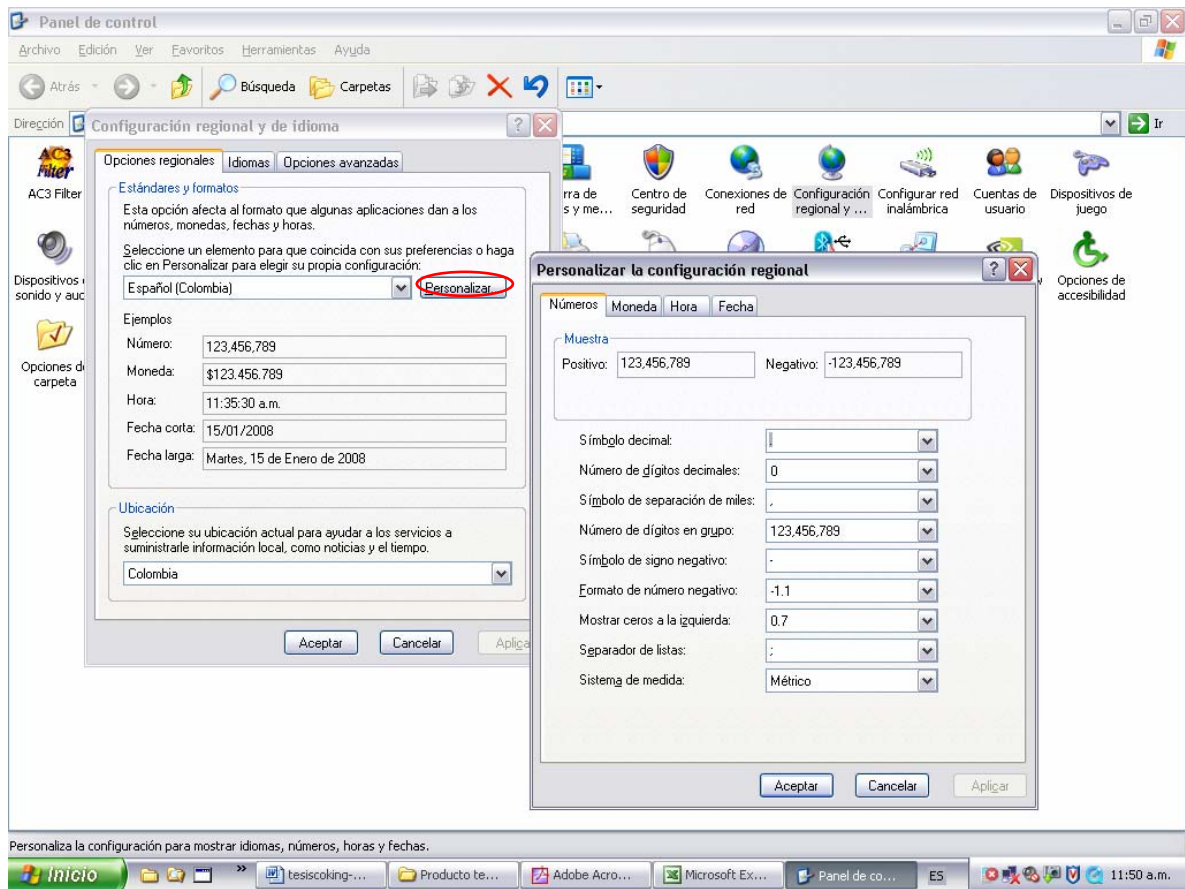 Panel de control
Archivo Edición Ver Favoritos Herramientas Ayuda
Atrás Búsqueda Carpetas
Dirección Ir
Configuración regional y de idioma
Opciones regionales Idiomas Opciones avanzadas
Estándares y formatos
Esta opción afecta al formato que algunas aplicaciones dan a los
números, monedas, fechas y horas.
Seleccione un elemento para que coincida con sus preferencias o haga
clic en Personalizar para elegir su propia configuración:
Español (Colombia) Personalizar...
Ejemplos
Número: 123,456,789
Moneda: $123.456.789
Hora: 11:35:30 a.m.
Fecha corta: 15/01/2008
Fecha larga: Martes, 15 de Enero de 2008
Ubicación
Seleccione su ubicación actual para ayudar a los servicios a
suministrarle información local, como noticias y el tiempo.
Colombia
Aceptar Cancelar Aplica
AC3 Filter
AC3 Filter
Dispositivos
sonido y aud
Opciones de
carpeta
rra de
s y me...
Centro de
seguridad
Conexiones de
red
Configuración
regional y ...
Configurar red
inalámbrica
Cuentas de
usuario
Dispositivos de
juego
Opciones de
accesibilidad
Personalizar la configuración regional
Números Moneda Hora Fecha
Muestra
Positivo: 123,456,789 Negativo: -123,456,789
Símbolo decimal: .
Número de dígitos decimales: 0
Símbolo de separación de miles: ,
Número de dígitos en grupo: 123,456,789
Símbolo de signo negativo: -
Formato de número negativo: -1.1
Mostrar ceros a la izquierda: 0.7
Separador de listas: ;
Sistema de medida: Métrico
Aceptar Cancelar Aplicar
Personaliza la configuración para mostrar idiomas, números, horas y fechas.
Inicio » tesiscoking-... Producto te... Adobe Acro... Microsoft Ex... Panel de co... ES 11:50 a.m.